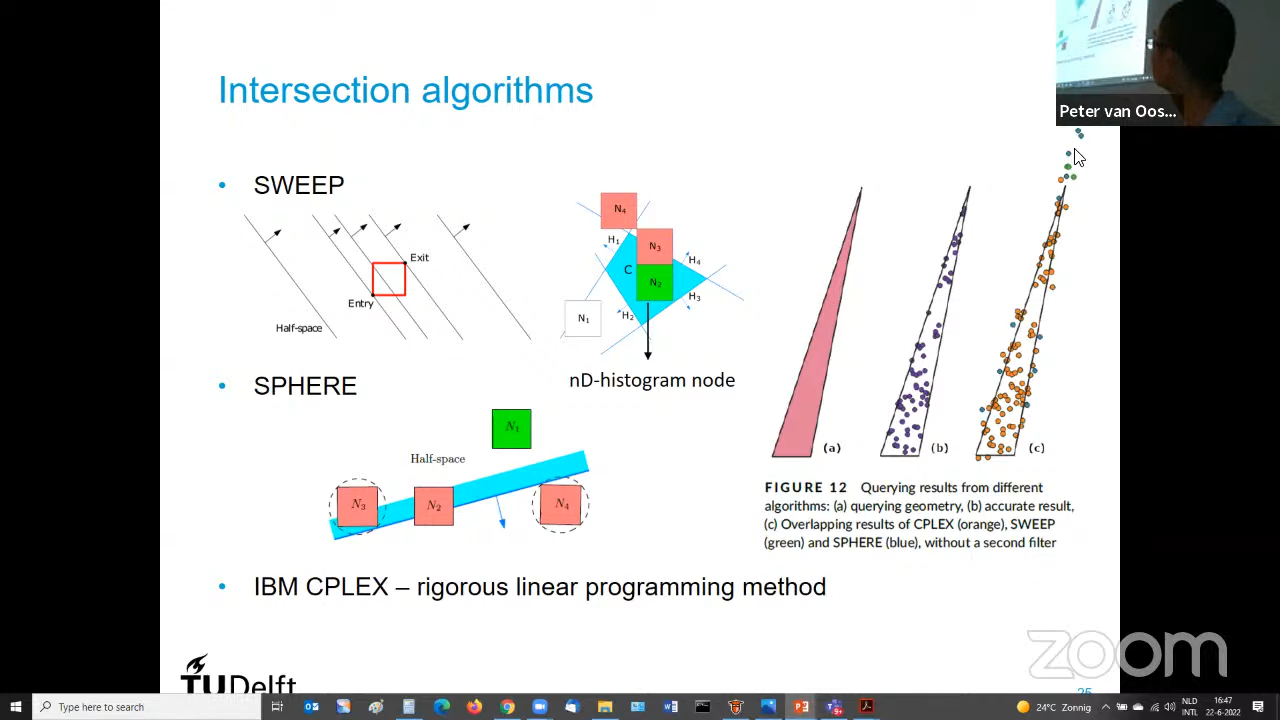 Intersection algorithms
Peter van Oos...
• SWEEP
Exit
Entry
Half-space
N4
H1
N3
H4
C
N2
H3
N1
H2
nD-histogram node
• SPHERE
N1
Half-space
N3
N2
N4
(a)
(b)
(c)
FIGURE 12 Querying results from different
algorithms: (a) querying geometry, (b) accurate result,
(c) Overlapping results of CPLEX (orange), SWEEP
(green) and SPHERE (blue), without a second filter
• IBM CPLEX – rigorous linear programming method
zoom
TUDelft
25
Type here to search
24°C Zonnig
NLD
INTL
16:47
22-6-2022